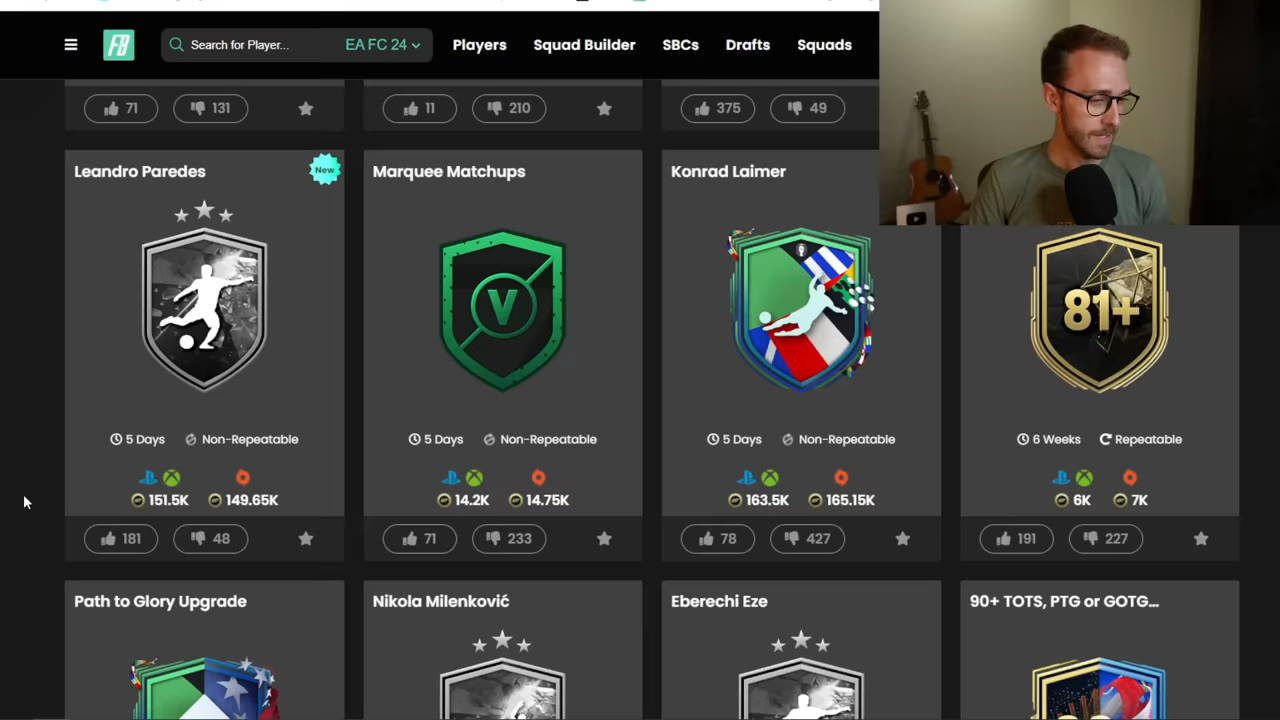 FB Search for Player... EA FC 24 Players Squad Builder SBCs Drafts Squads
71 131 11 210 375 49
Leandro Paredes New Marquee Matchups Konrad Laimer
V 81+
5 Days Non-Repeatable 5 Days Non-Repeatable 5 Days Non-Repeatable 6 Weeks Repeatable
151.5K 149.65K 14.2K 14.75K 163.5K 165.15K 6K 7K
181 48 71 233 78 427 191 227
Path to Glory Upgrade Nikola Milenković Eberechi Eze 90+ TOTS, PTG or GOTG...